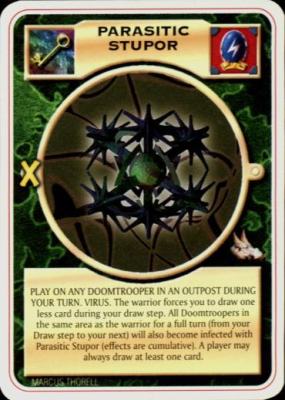 PARASITIC
STUPOR
X
PLAY ON ANY DOOMTROOPER IN AN OUTPOST DURING
YOUR TURN. VIRUS. The warrior forces you to draw one
less card during your draw step. All Doomtroopers in
the same area as the warrior for a full turn (from your
Draw step to your next) will also become infected with
Parasitic Stupor (effects are cumulative). A player may
always draw at least one card.
MARCUS THORELL